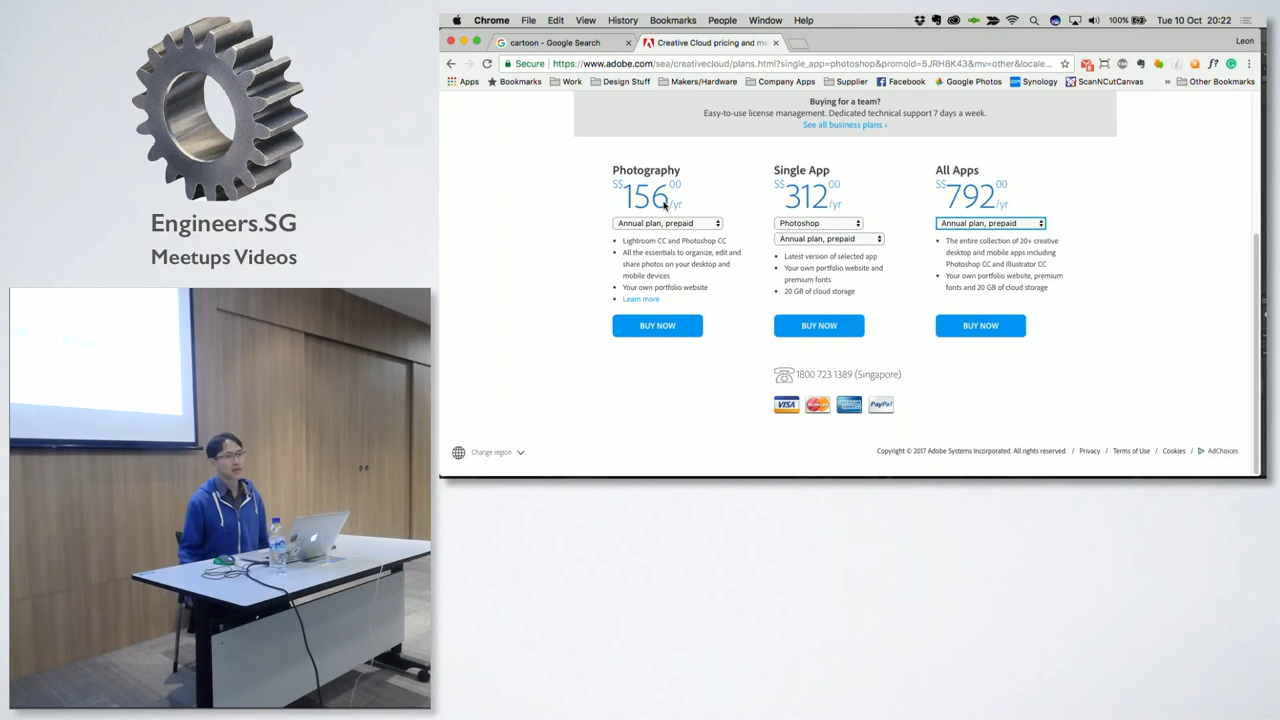 Engineers.SG
Meetups Videos
Chrome File Edit View History Bookmarks People Window Help
100% Tue 10 Oct 20:22
cartoon - Google Search
Creative Cloud pricing and me
Leon
Secure https://www.adobe.com/sea/creativecloud/plans.html?single_app=photoshop&promoid=5JRH8K43&mv=other&locale...
Apps Bookmarks Work Design Stuff Makers/Hardware Company Apps Supplier Facebook Google Photos Synology ScanNCutCanvas » Other Bookmarks
Buying for a team?
Easy-to-use license management. Dedicated technical support 7 days a week.
See all business plans ›
Photography
S$156 00 /yr
Annual plan, prepaid
• Lightroom CC and Photoshop CC
• All the essentials to organize, edit and
share photos on your desktop and
mobile devices
• Your own portfolio website
• Learn more
BUY NOW
Single App
S$312 00 /yr
Photoshop
Annual plan, prepaid
• Latest version of selected app
• Your own portfolio website and
premium fonts
• 20 GB of cloud storage
BUY NOW
All Apps
S$792 00 /yr
Annual plan, prepaid
• The entire collection of 20+ creative
desktop and mobile apps including
Photoshop CC and Illustrator CC
• Your own portfolio website, premium
fonts and 20 GB of cloud storage
BUY NOW
1800 723 1389 (Singapore)
VISA MasterCard AMERICAN EXPRESS PayPal
Change region
Copyright © 2017 Adobe Systems Incorporated. All rights reserved. / Privacy / Terms of Use / Cookies / AdChoices